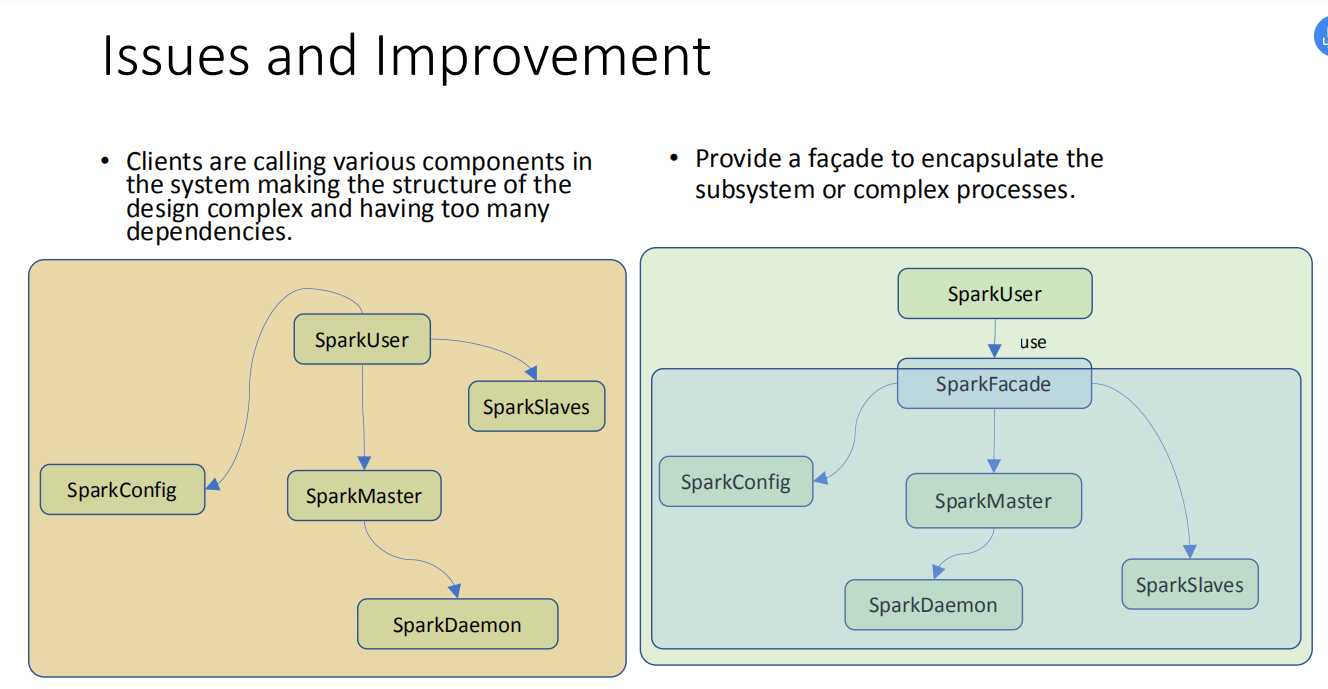 Issues and Improvement
• Clients are calling various components in
the system making the structure of the
design complex and having too many
dependencies.
• Provide a façade to encapsulate the
subsystem or complex processes.
SparkUser
SparkSlaves
SparkConfig
SparkMaster
SparkDaemon
SparkUser
use
SparkFacade
SparkConfig
SparkMaster
SparkSlaves
SparkDaemon